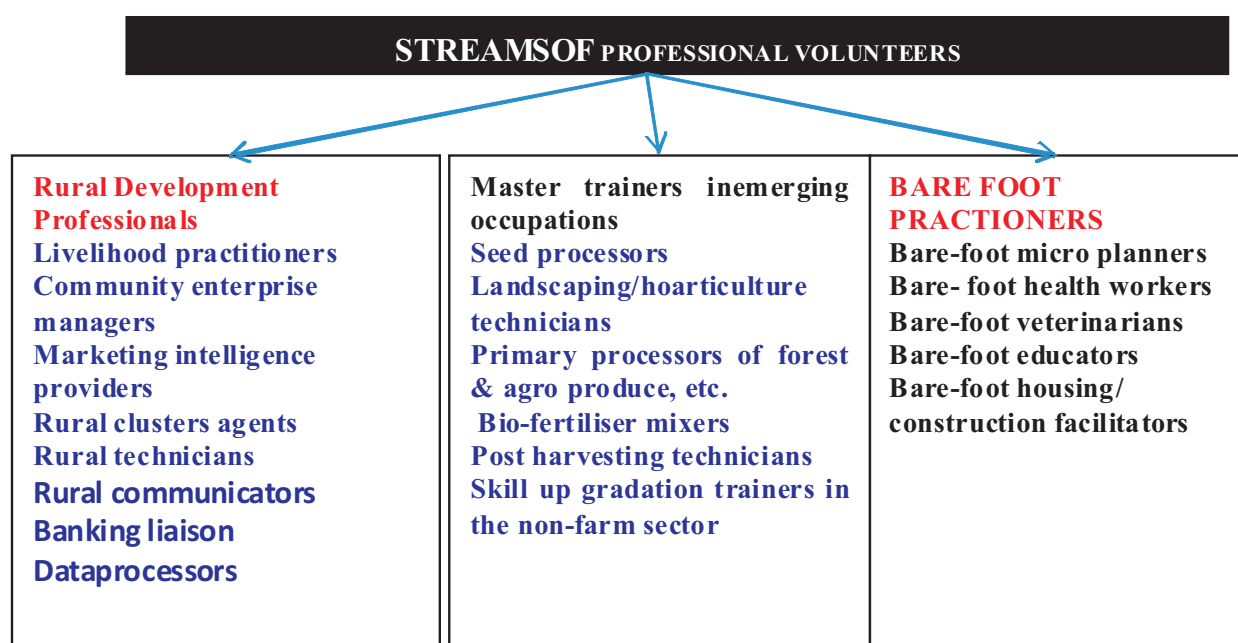 STREAMSOF PROFESSIONAL VOLUNTEERS
Rural Development
Professionals
Livelihood practitioners
Community enterprise
managers
Marketing intelligence
providers
Rural clusters agents
Rural technicians
Rural communicators
Banking liaison
Dataprocessors
Master trainers inemerging
occupations
Seed processors
Landscaping/hoarticulture
technicians
Primary processors of forest
& agro produce, etc.
Bio-fertiliser mixers
Post harvesting technicians
Skill up gradation trainers in
the non-farm sector
BARE FOOT
PRACTIONERS
Bare-foot micro planners
Bare- foot health workers
Bare-foot veterinarians
Bare-foot educators
Bare-foot housing/
construction facilitators